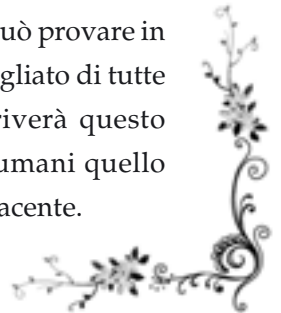 uò provare in
gliato di tutte
riverà questo
umani quello
acente.